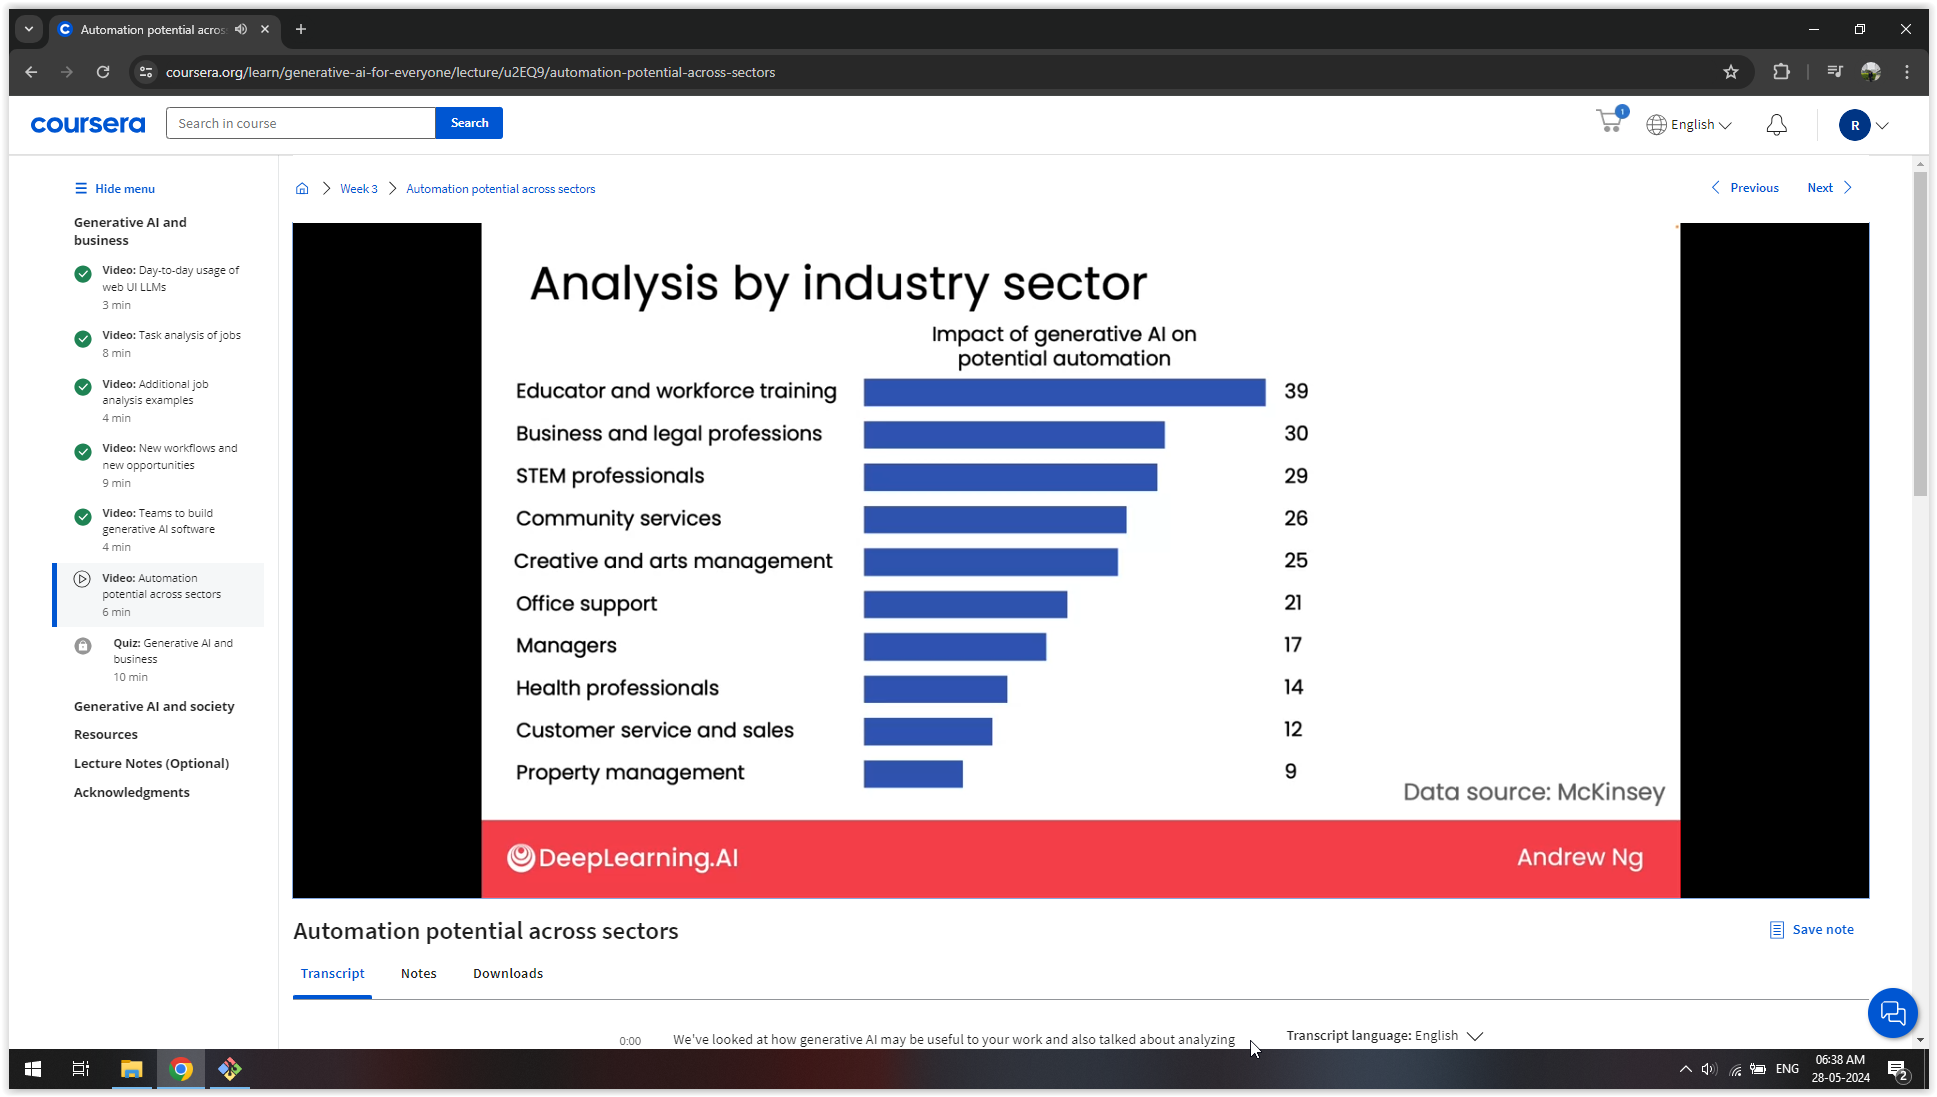 Automation potential acros
coursera.org/learn/generative-ai-for-everyone/lecture/u2EQ9/automation-potential-across-sectors
coursera
Search in course
Search
1
English
R
Hide menu
Generative AI and
business
Video: Day-to-day usage of
web UI LLMs
3 min
Video: Task analysis of jobs
8 min
Video: Additional job
analysis examples
4 min
Video: New workflows and
new opportunities
9 min
Video: Teams to build
generative AI software
4 min
Video: Automation
potential across sectors
6 min
Quiz: Generative AI and
business
10 min
Generative AI and society
Resources
Lecture Notes (Optional)
Acknowledgments
Week 3
Automation potential across sectors
Previous
Next
Analysis by industry sector
Impact of generative AI on
potential automation
Educator and workforce training 39
Business and legal professions 30
STEM professionals 29
Community services 26
Creative and arts management 25
Office support 21
Managers 17
Health professionals 14
Customer service and sales 12
Property management 9
Data source: McKinsey
DeepLearning.AI
Andrew Ng
Automation potential across sectors
Save note
Transcript Notes Downloads
0:00 We've looked at how generative AI may be useful to your work and also talked about analyzing
Transcript language: English
ENG
06:38 AM
28-05-2024
2